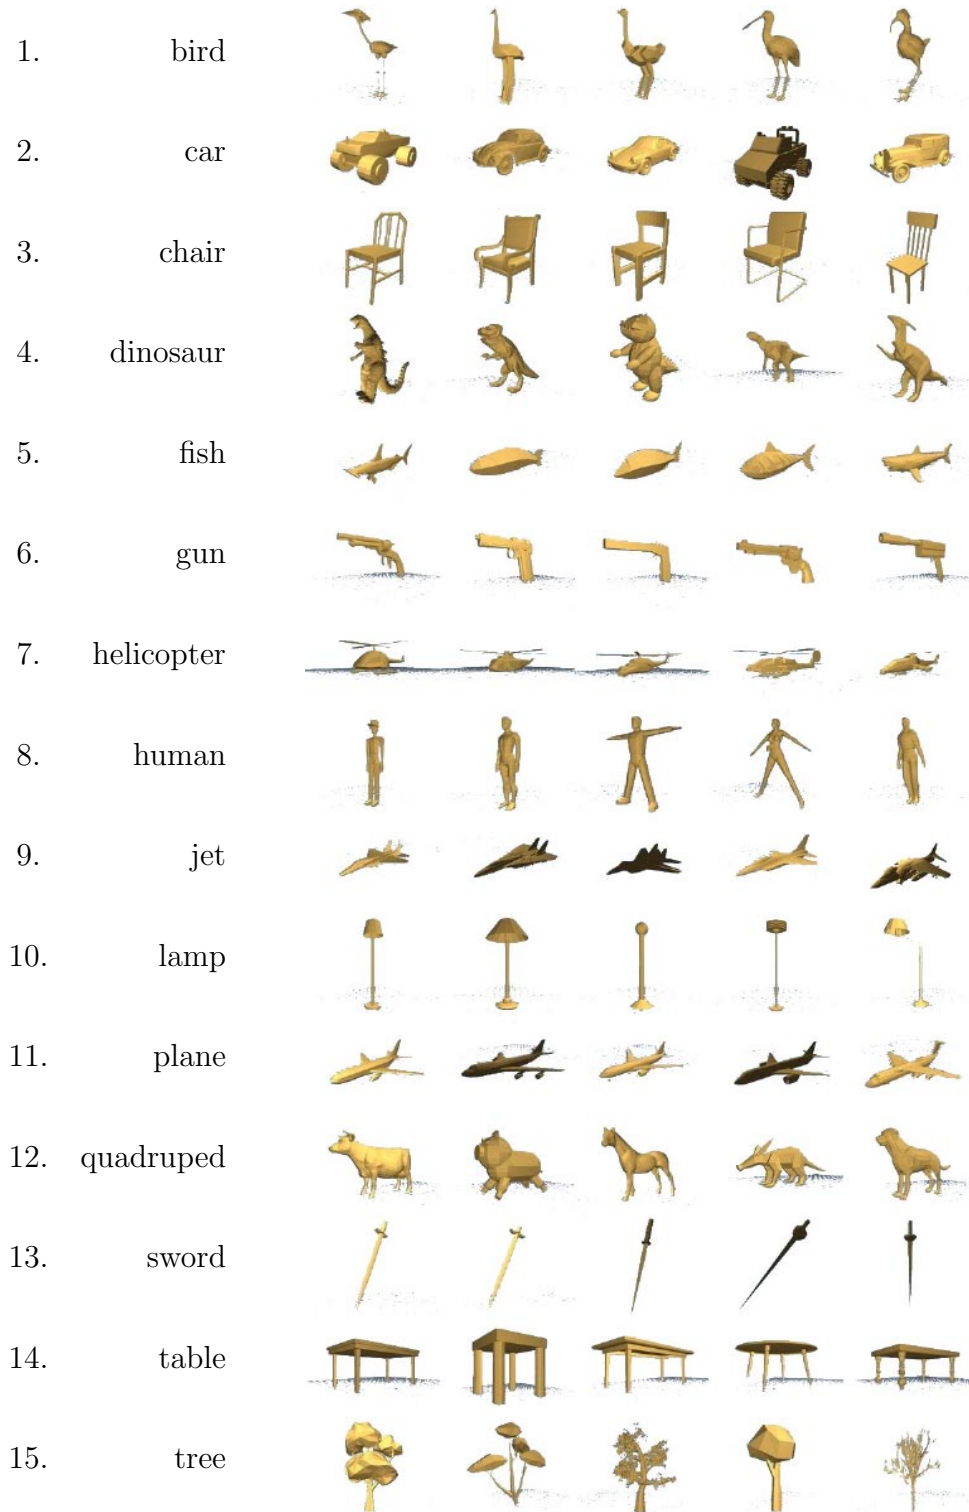 1. bird
2. car
3. chair
4. dinosaur
5. fish
6. gun
7. helicopter
8. human
9. jet
10. lamp
11. plane
12. quadruped
13. sword
14. table
15. tree